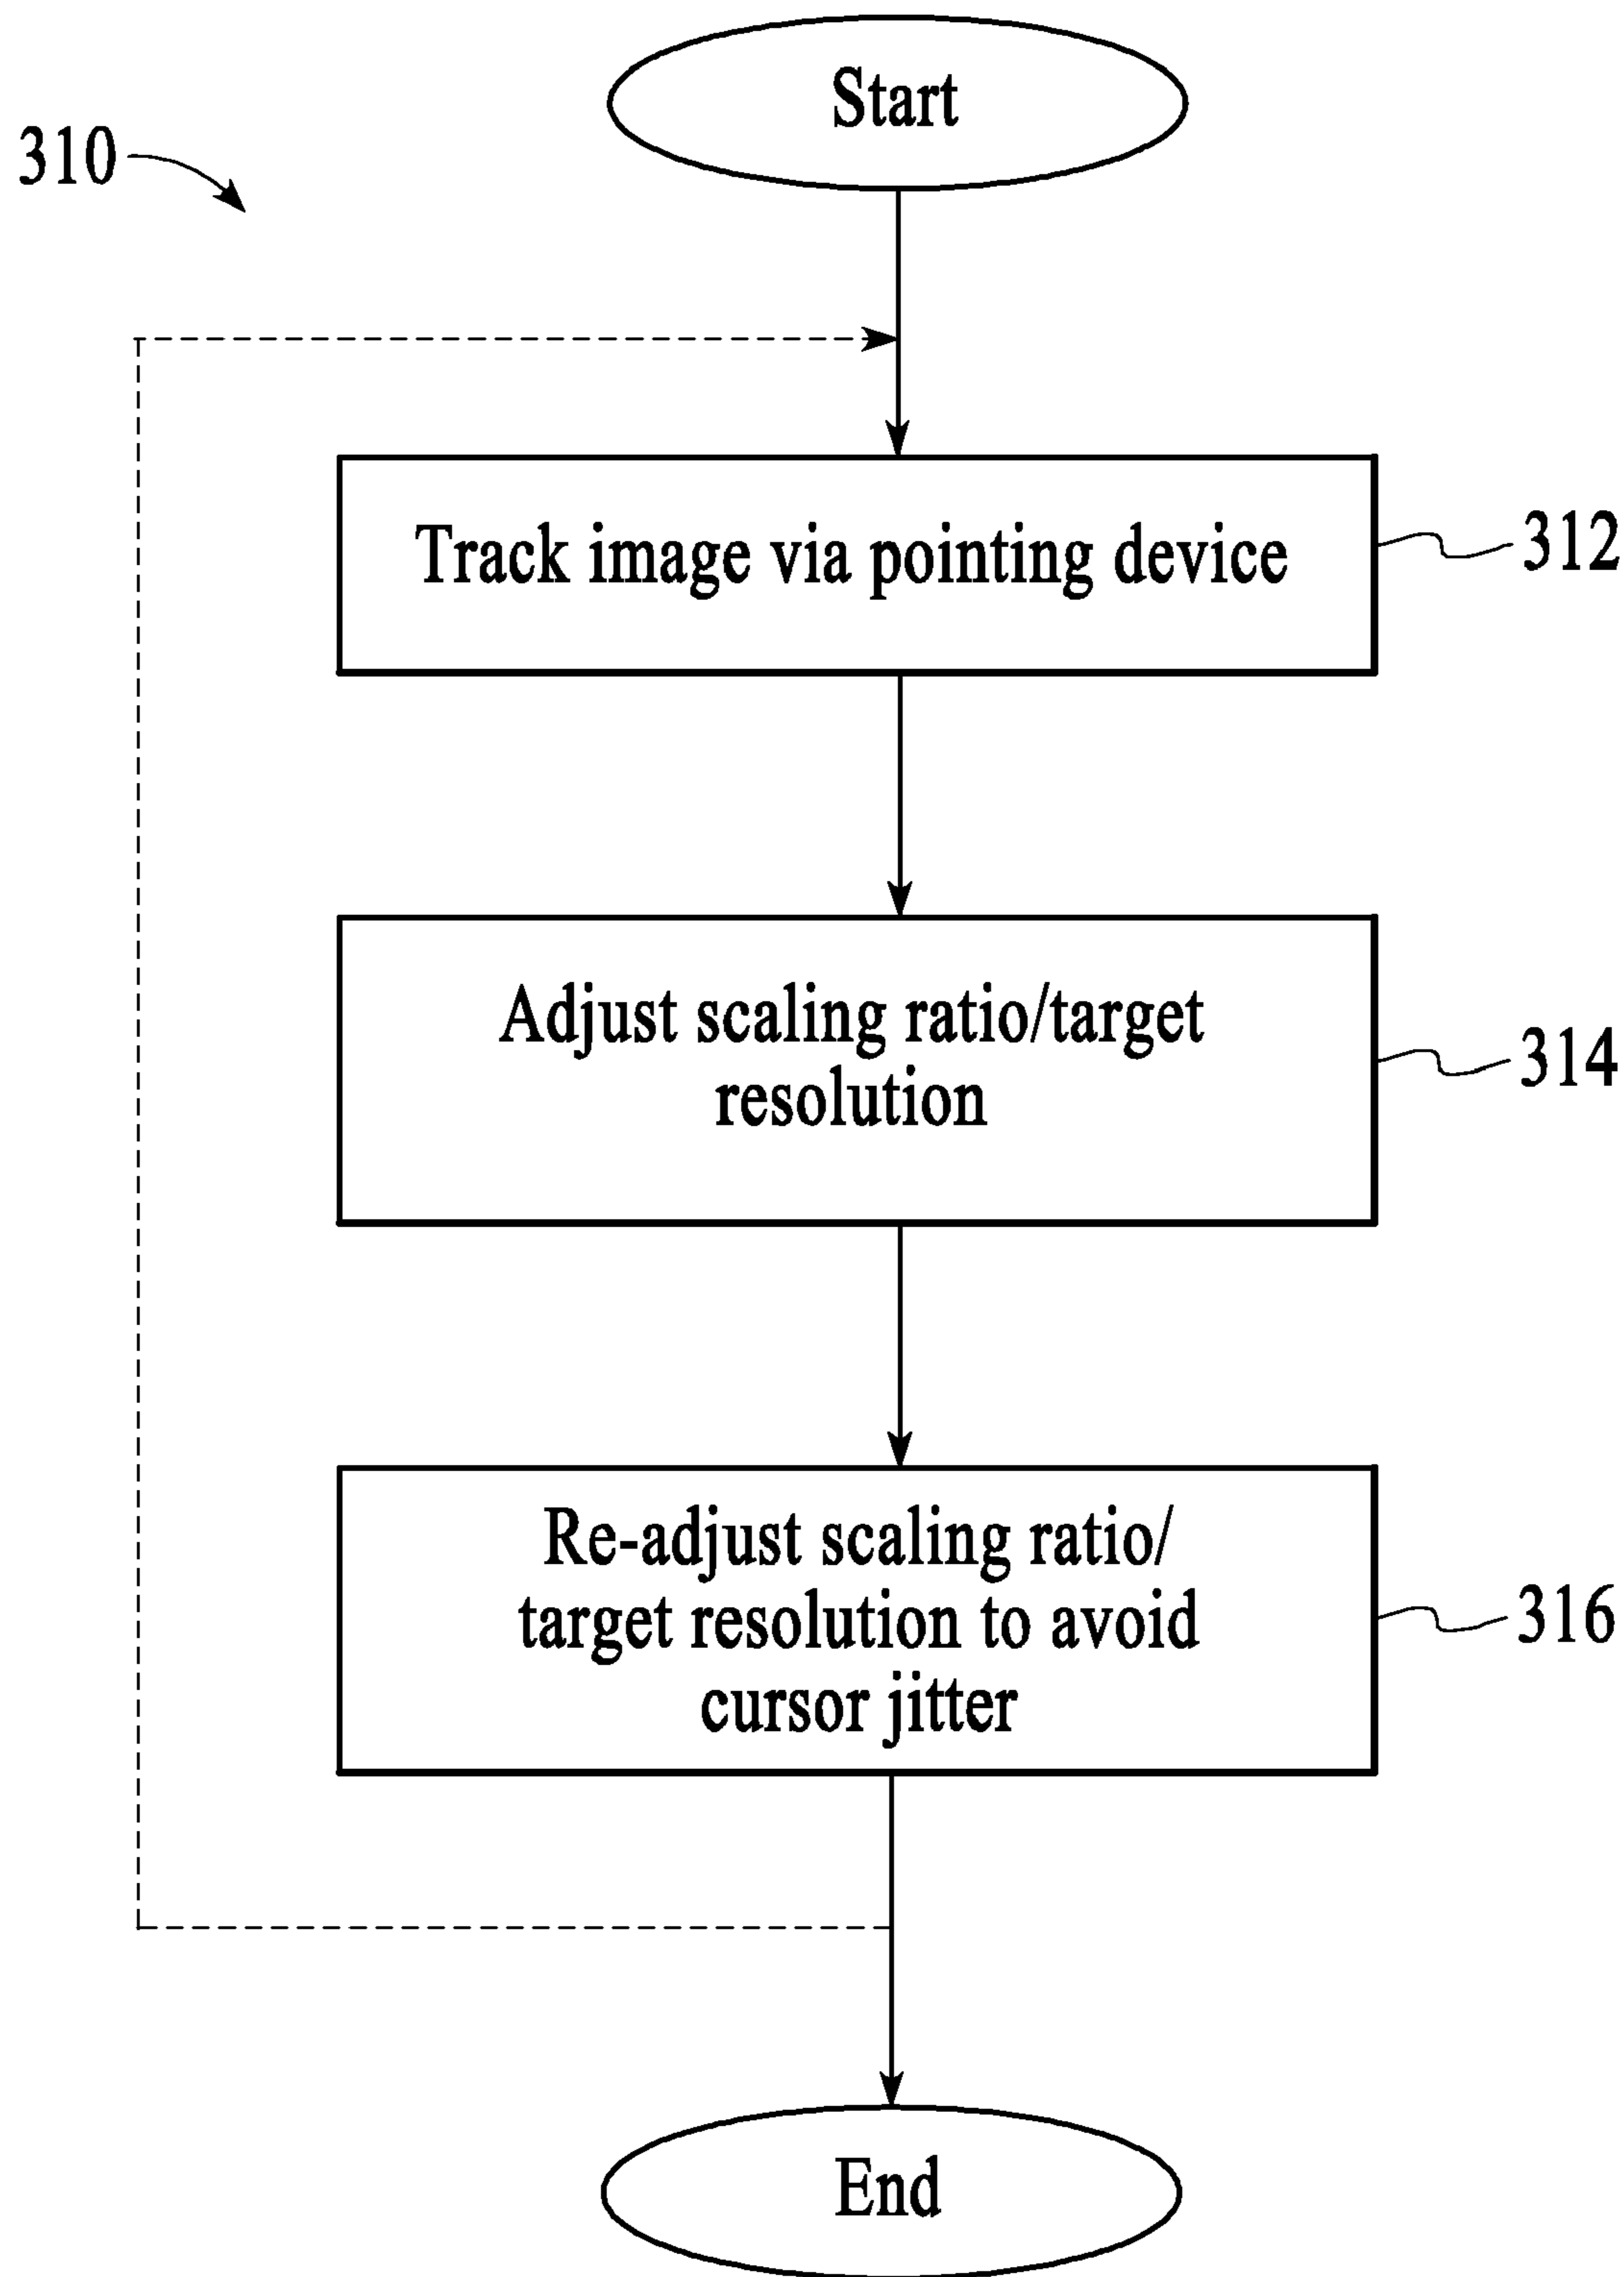 Start
310
Track image via pointing device
312
Adjust scaling ratio/target
resolution
314
Re-adjust scaling ratio/
target resolution to avoid
cursor jitter
316
End